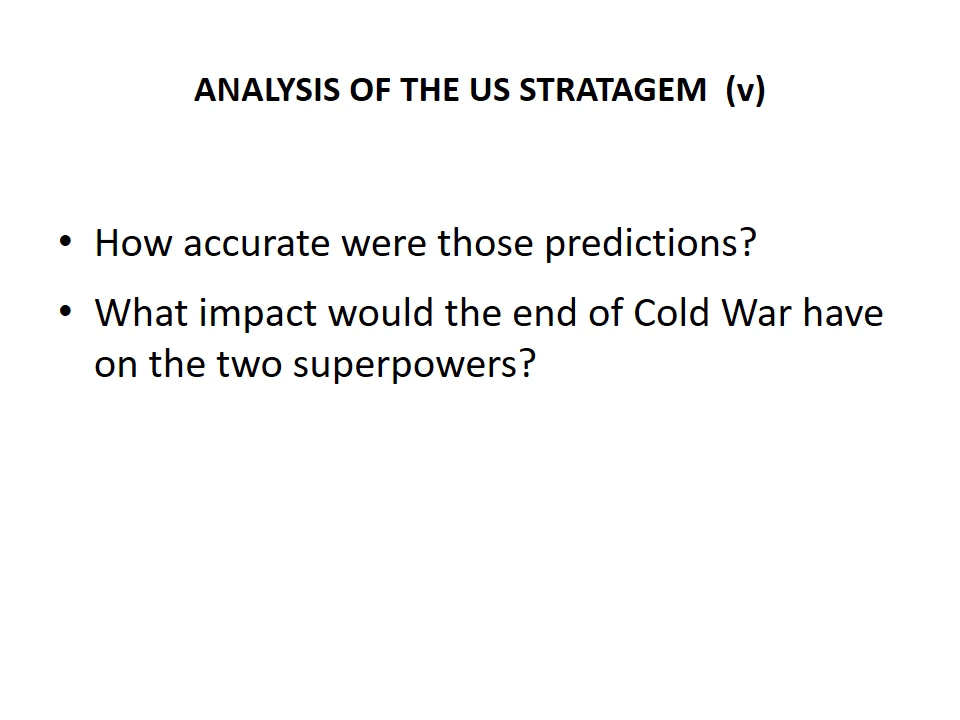 ANALYSIS OF THE US STRATAGEM (v)
• How accurate were those predictions?
• What impact would the end of Cold War have
on the two superpowers?